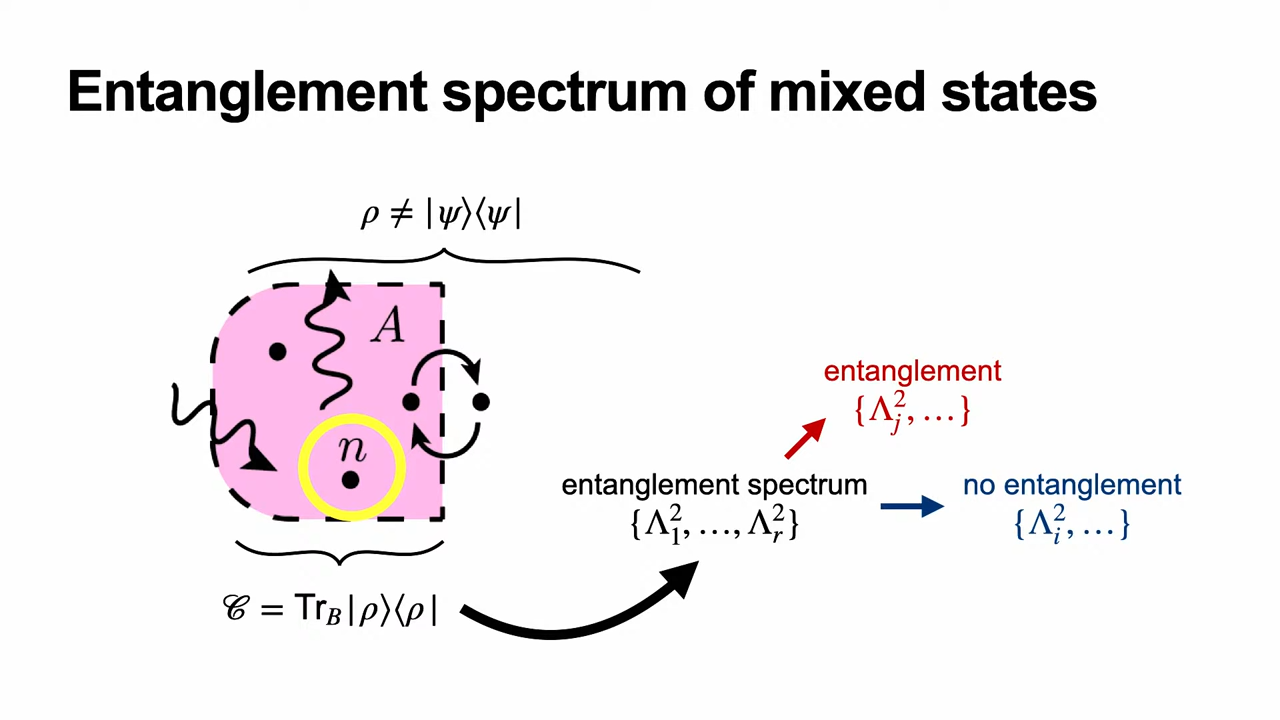 Entanglement spectrum of mixed states
ρ ≠ |ψ⟩⟨ψ|
A
n
𝒞 = Tr_B|ρ⟩⟨ρ|
entanglement
{Λ_j^2, …}
entanglement spectrum
{Λ_1^2, …, Λ_r^2}
no entanglement
{Λ_i^2, …}